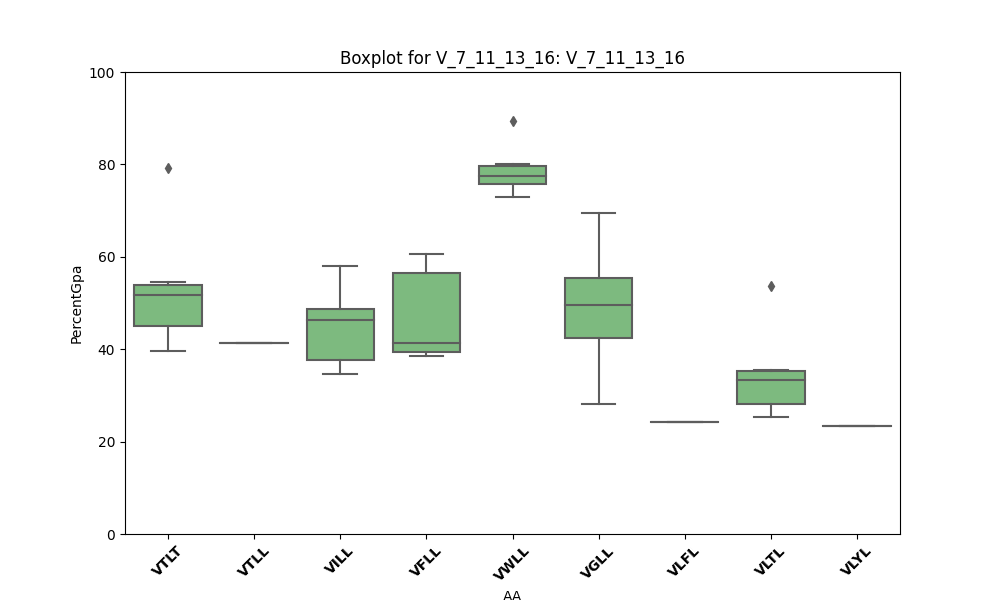 Boxplot for V_7_11_13_16: V_7_11_13_16
100
80
60
40
20
0
PercentGpa
VTLT
VTLL
VILL
VFLL
VWLL
VGLL
VLFL
VLTL
VLYL
AA